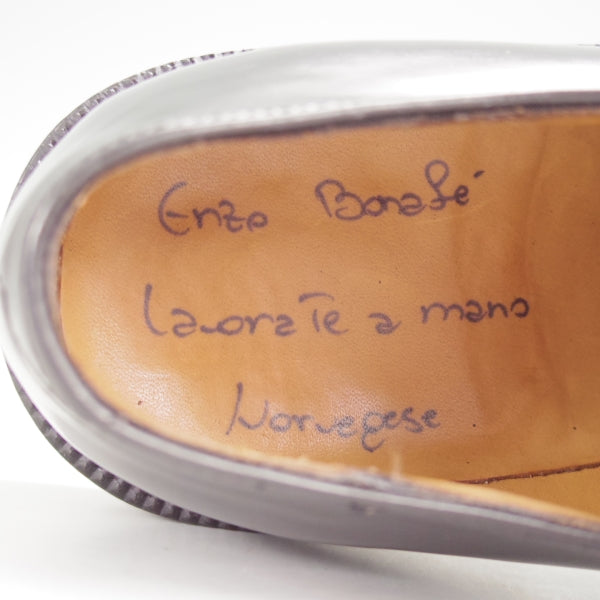 Enzo Bonafé
Lavorate a mano
Norvegese